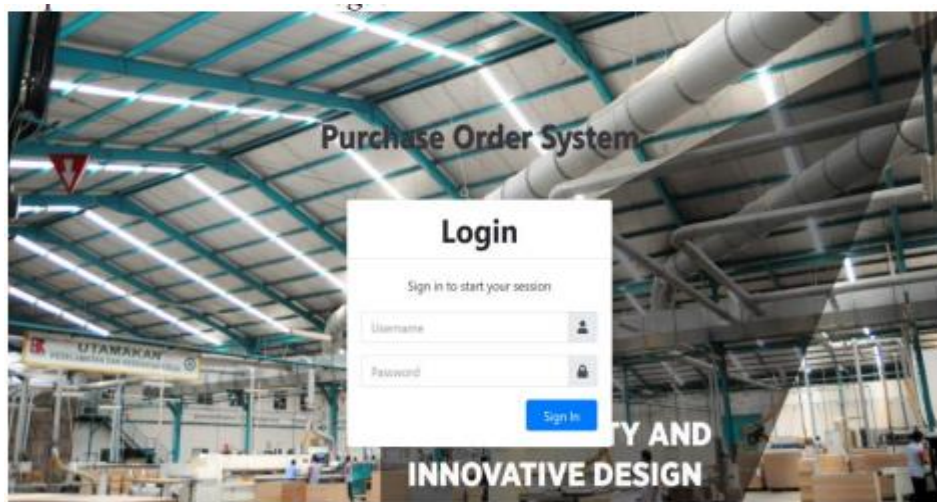 Purchase Order System
Login
Sign in to start your session
Username
Password
Sign In
UTAMAKAN
TY AND
INNOVATIVE DESIGN